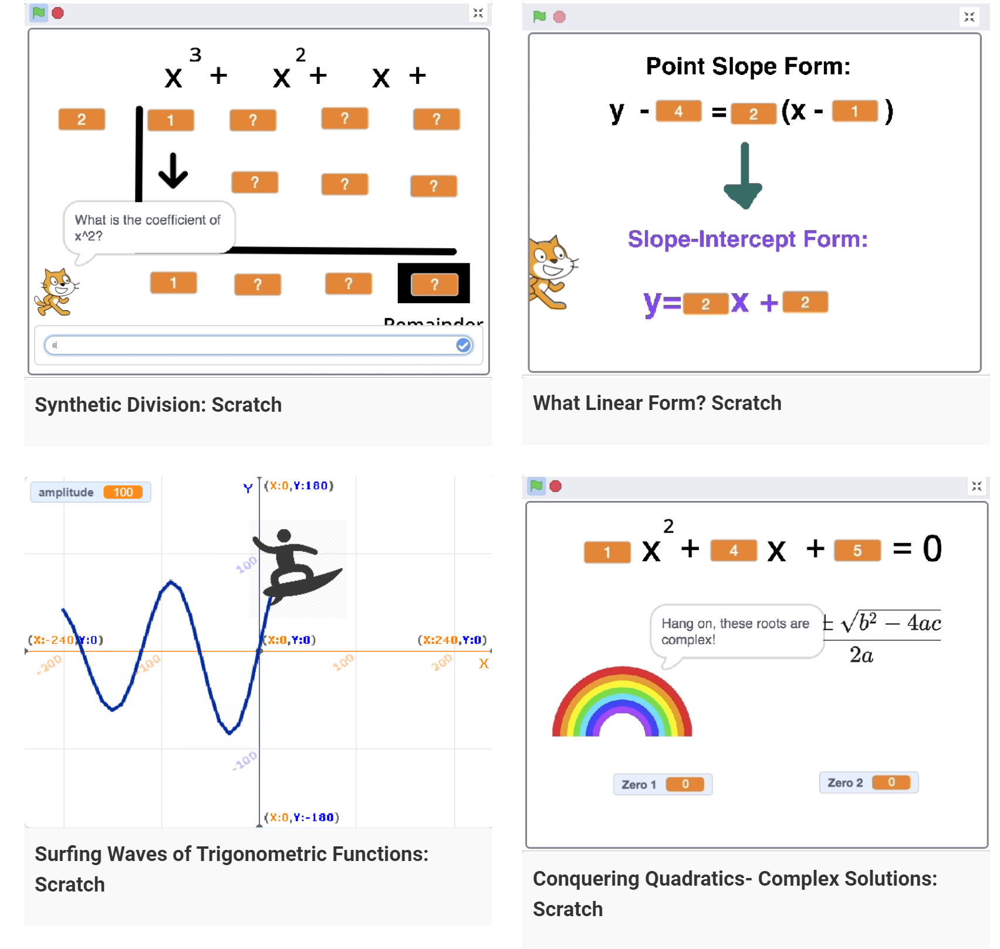 x³ + x² + x +
2 1 ? ? ?
? ? ?
What is the coefficient of
x^2?
1 ? ? ?
Remainder
6
Synthetic Division: Scratch
Point Slope Form:
y - 4 = 2 (x - 1 )
Slope-Intercept Form:
y= 2 x + 2
What Linear Form? Scratch
amplitude 100
Y (X:0,Y:180)
100
(X:-240,Y:0) (X:0,Y:0) (X:240,Y:0)
-200 -100 100 200 X
-100
(X:0,Y:-180)
Surfing Waves of Trigonometric Functions:
Scratch
1 x² + 4 x + 5 = 0
Hang on, these roots are
complex!
± √b² − 4ac
2a
Zero 1 0
Zero 2 0
Conquering Quadratics- Complex Solutions:
Scratch